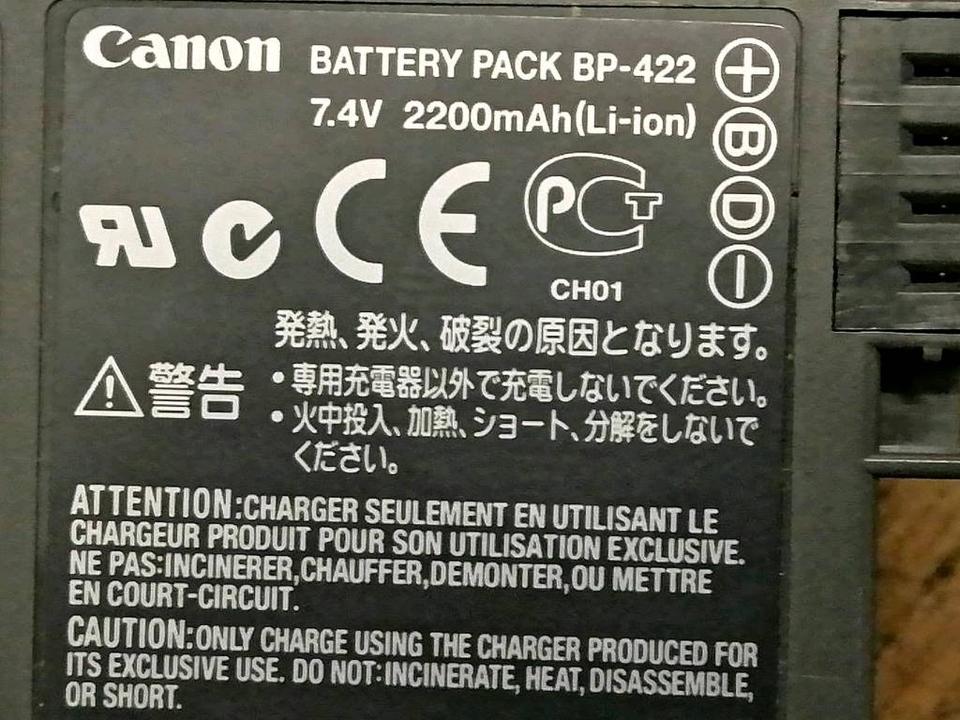 Canon BATTERY PACK BP-422 +
7.4V 2200mAh(Li-ion) B
D
−
CE PCT
CH01
発熱、発火、破裂の原因となります。
警告 •専用充電器以外で充電しないでください。
•火中投入、加熱、ショート、分解をしないで
ください。
ATTENTION:CHARGER SEULEMENT EN UTILISANT LE
CHARGEUR PRODUIT POUR SON UTILISATION EXCLUSIVE.
NE PAS:INCINERER,CHAUFFER,DEMONTER,OU METTRE
EN COURT-CIRCUIT.
CAUTION:ONLY CHARGE USING THE CHARGER PRODUCED FOR
ITS EXCLUSIVE USE. DO NOT:INCINERATE, HEAT, DISASSEMBLE,
OR SHORT.